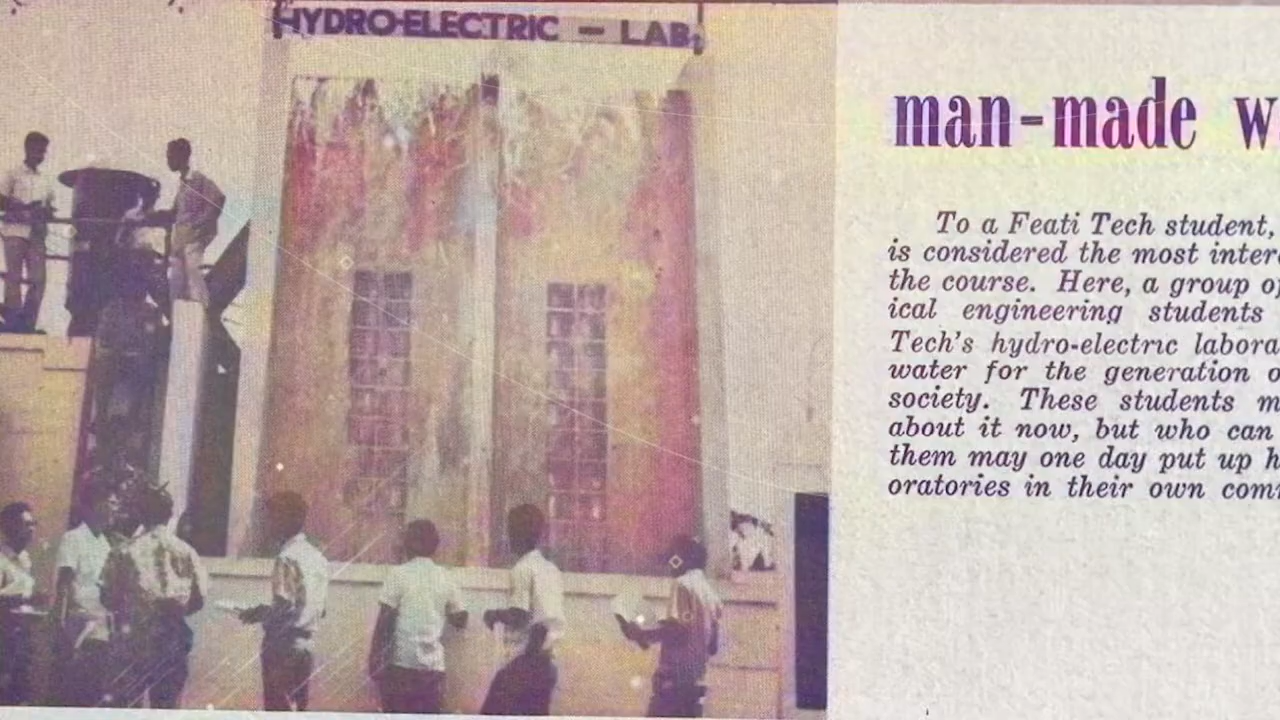 HYDRO-ELECTRIC — LAB.
man-made
To a Feati Tech student,
is considered the most
the course. Here, a group
ical engineering students
Tech's hydro-electric
water for the generation
society. These students
about it now, but who can
them may one day put up
oratories in their own